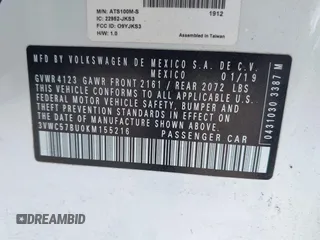 M/N: ATS100M-S
1912
IC: 22952-JKS3
FCC ID: O9YJKS3
H/W: 1.0
Assembled in Taiwan
MFD BY VOLKSWAGEN DE MEXICO S.A. DE C.V.
MEXICO 01/19
GVWR 4123 GAWR FRONT 2161 / REAR 2072 LBS
THIS VEHICLE CONFORMS TO ALL APPLICABLE
FEDERAL MOTOR VEHICLE SAFETY, BUMPER, AND
THEFT PREVENTION STANDARDS IN EFFECT ON THE
DATE OF MANUFACTURE SHOWN ABOVE.
3VWC57BU0KM155216 PASSENGER CAR
0431030 3387 M
DREAMBID